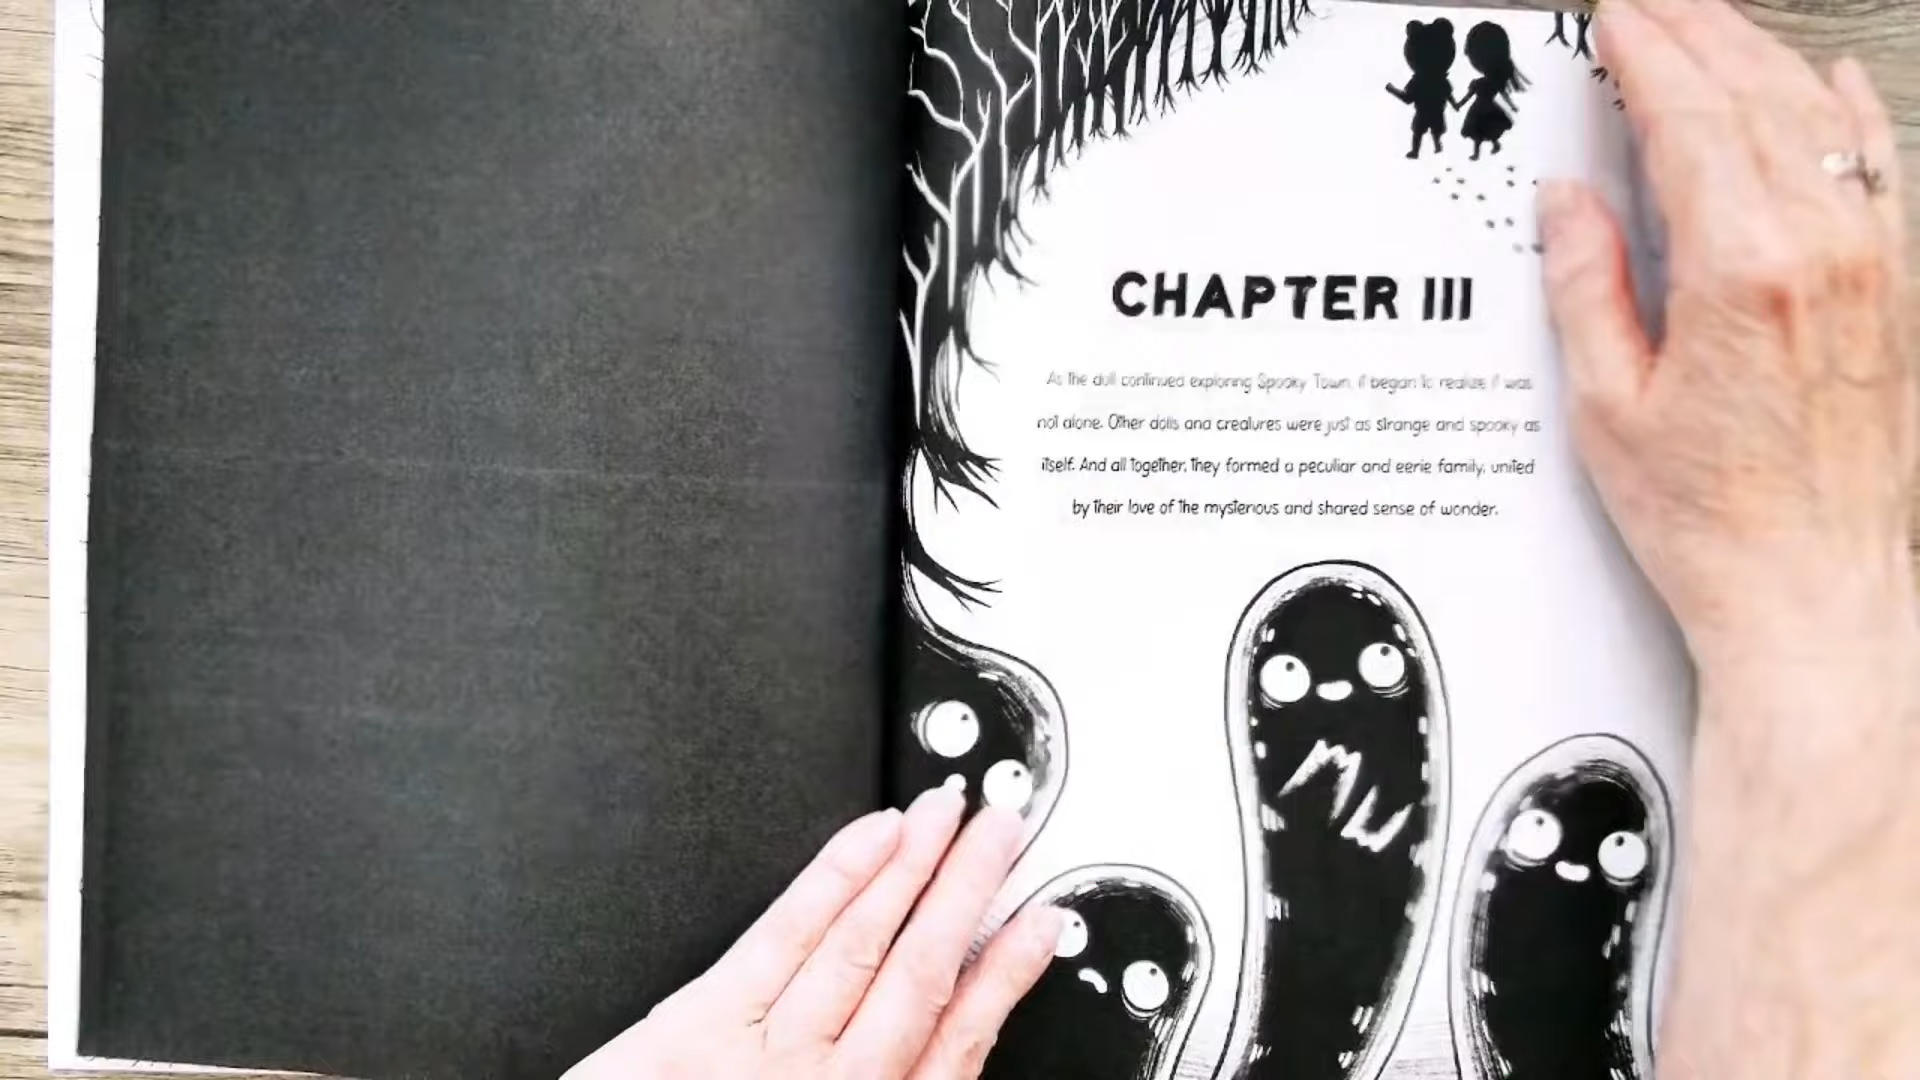 CHAPTER III
As the doll continued exploring Spooky Town, it began to realize it was
not alone. Other dolls and creatures were just as strange and spooky as
itself. And all together, they formed a peculiar and eerie family, united
by their love of the mysterious and shared sense of wonder.